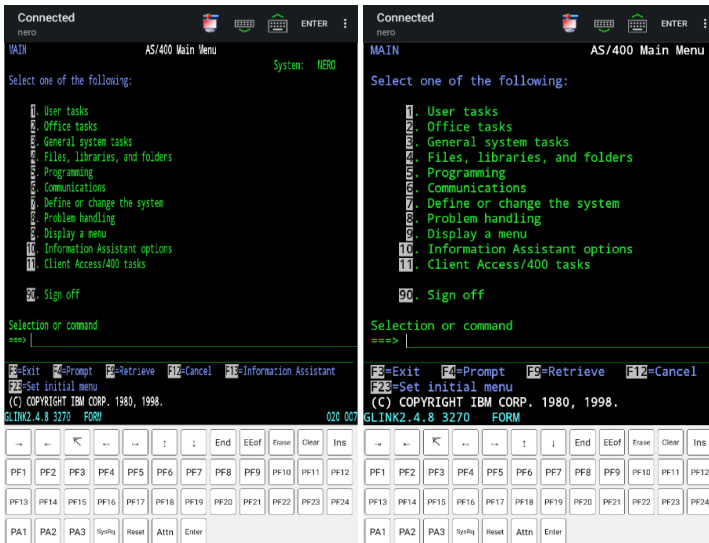 Connected
nero
ENTER
MAIN AS/400 Main Menu
System: NERO
Select one of the following:
1. User tasks
2. Office tasks
3. General system tasks
4. Files, libraries, and folders
5. Programming
6. Communications
7. Define or change the system
8. Problem handling
9. Display a menu
10. Information Assistant options
11. Client Access/400 tasks
90. Sign off
Selection or command
===>
F3=Exit F4=Prompt F9=Retrieve F12=Cancel F13=Information Assistant
F23=Set initial menu
(C) COPYRIGHT IBM CORP. 1980, 1998.
GLINK2.4.8 3270 FORM 020 007
→ ← ↸ ↔ ↔ ↑ ↓ End EEof Erase Clear Ins
PF1 PF2 PF3 PF4 PF5 PF6 PF7 PF8 PF9 PF10 PF11 PF12
PF13 PF14 PF15 PF16 PF17 PF18 PF19 PF20 PF21 PF22 PF23 PF24
PA1 PA2 PA3 SysRq Reset Attn Enter
Connected
nero
ENTER
MAIN AS/400 Main Menu
Select one of the following:
1. User tasks
2. Office tasks
3. General system tasks
4. Files, libraries, and folders
5. Programming
6. Communications
7. Define or change the system
8. Problem handling
9. Display a menu
10. Information Assistant options
11. Client Access/400 tasks
90. Sign off
Selection or command
===>
F3=Exit F4=Prompt F9=Retrieve F12=Cancel
F23=Set initial menu
(C) COPYRIGHT IBM CORP. 1980, 1998.
GLINK2.4.8 3270 FORM
→ ← ↸ ↔ ↔ ↑ ↓ End EEof Erase Clear Ins
PF1 PF2 PF3 PF4 PF5 PF6 PF7 PF8 PF9 PF10 PF11 PF12
PF13 PF14 PF15 PF16 PF17 PF18 PF19 PF20 PF21 PF22 PF23 PF24
PA1 PA2 PA3 SysRq Reset Attn Enter